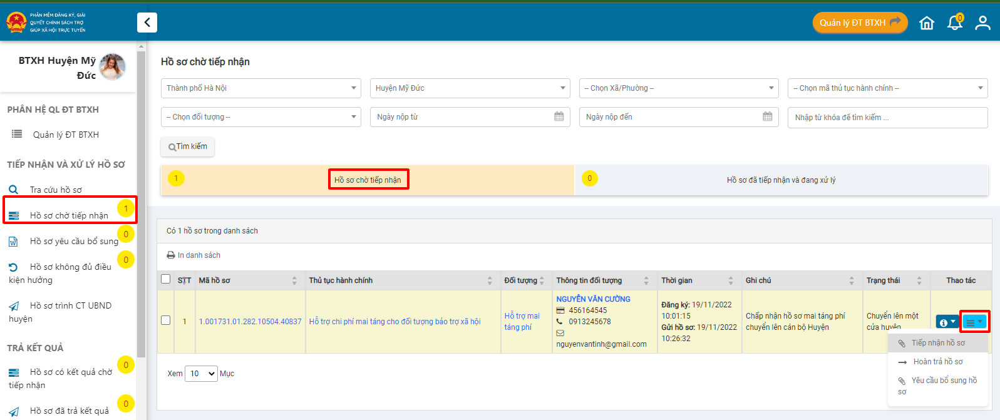 PHẦN MỀM ĐĂNG KÝ, GIẢI
QUYẾT CHÍNH SÁCH TRỢ
GIÚP XÃ HỘI TRỰC TUYẾN
Quản lý ĐT BTXH
0
BTXH Huyện Mỹ
Đức
PHÂN HỆ QL ĐT BTXH
Quản lý ĐT BTXH
TIẾP NHẬN VÀ XỬ LÝ HỒ SƠ
Tra cứu hồ sơ
Hồ sơ chờ tiếp nhận
1
Hồ sơ yêu cầu bổ sung
0
Hồ sơ không đủ điều
kiện hưởng
0
Hồ sơ trình CT UBND
huyện
TRẢ KẾT QUẢ
Hồ sơ có kết quả chờ
tiếp nhận
0
Hồ sơ đã trả kết quả
0
Hồ sơ chờ tiếp nhận
Thành phố Hà Nội
Huyện Mỹ Đức
-- Chọn Xã/Phường --
-- Chọn mã thủ tục hành chính --
-- Chọn đối tượng --
Ngày nộp từ
Ngày nộp đến
Nhập từ khóa để tìm kiếm ...
Tìm kiếm
1
Hồ sơ chờ tiếp nhận
0
Hồ sơ đã tiếp nhận và đang xử lý
Có 1 hồ sơ trong danh sách
In danh sách
STT
Mã hồ sơ
Thủ tục hành chính
Đối tượng
Thông tin đối tượng
Thời gian
Ghi chú
Trạng thái
Thao tác
1
1.001731.01.282.10504.40837
Hỗ trợ chi phí mai táng cho đối tượng bảo trợ xã hội
Hỗ trợ mai
táng phí
NGUYỄN VĂN CƯỜNG
456164545
0913245678
nguyenvantinh@gmail.com
Đăng ký: 19/11/2022
10:01:15
Gửi hồ sơ: 19/11/2022
10:26:32
Chấp nhận hồ sơ mai táng phí
chuyển lên cán bộ Huyện
Chuyển lên một
cửa huyện
Tiếp nhận hồ sơ
Hoàn trả hồ sơ
Yêu cầu bổ sung hồ
sơ
Xem 10 Mục